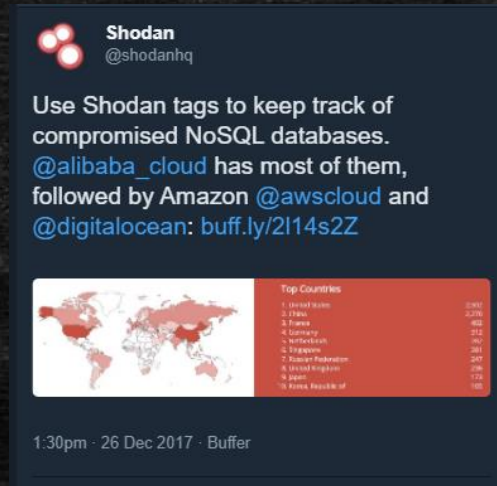 Shodan
@shodanhq
Use Shodan tags to keep track of
compromised NoSQL databases.
@alibaba_cloud has most of them,
followed by Amazon @awscloud and
@digitalocean: buff.ly/2l14s2Z
Top Countries
1. United States
2. China
3. France
4. Germany
5. Netherlands
6. Singapore
7. Russian Federation
8. United Kingdom
9. Japan
10. Korea, Republic of
1:30pm · 26 Dec 2017 · Buffer